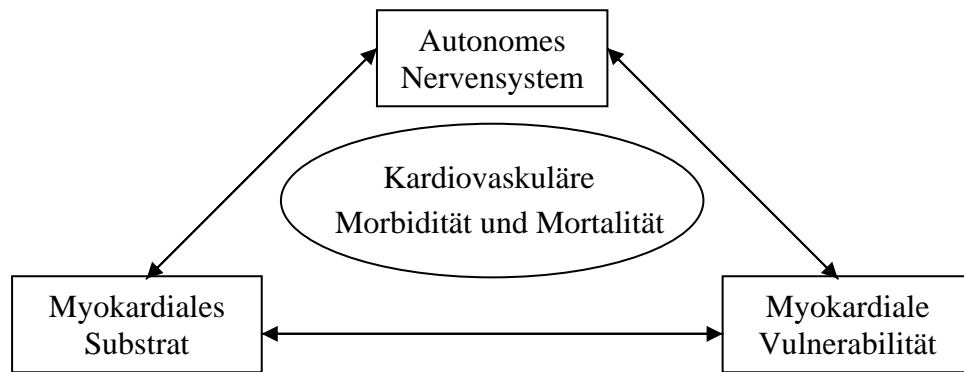 Autonomes
Nervensystem
Kardiovaskuläre
Morbidität und Mortalität
Myokardiales
Substrat
Myokardiale
Vulnerabilität